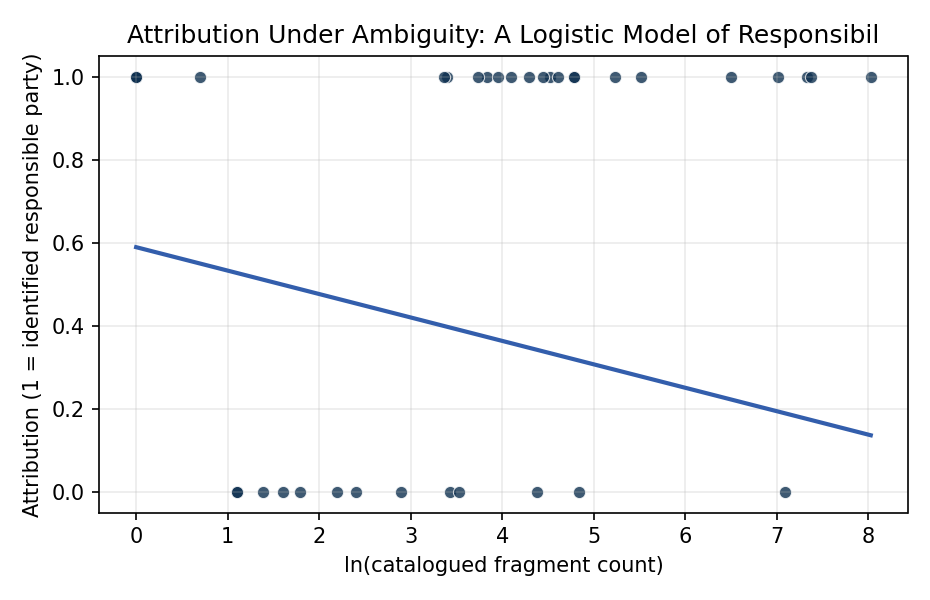 Attribution Under Ambiguity: A Logistic Model of Responsibil
Attribution (1 = identified responsible party)
1.0
0.8
0.6
0.4
0.2
0.0
0 1 2 3 4 5 6 7 8
ln(catalogued fragment count)